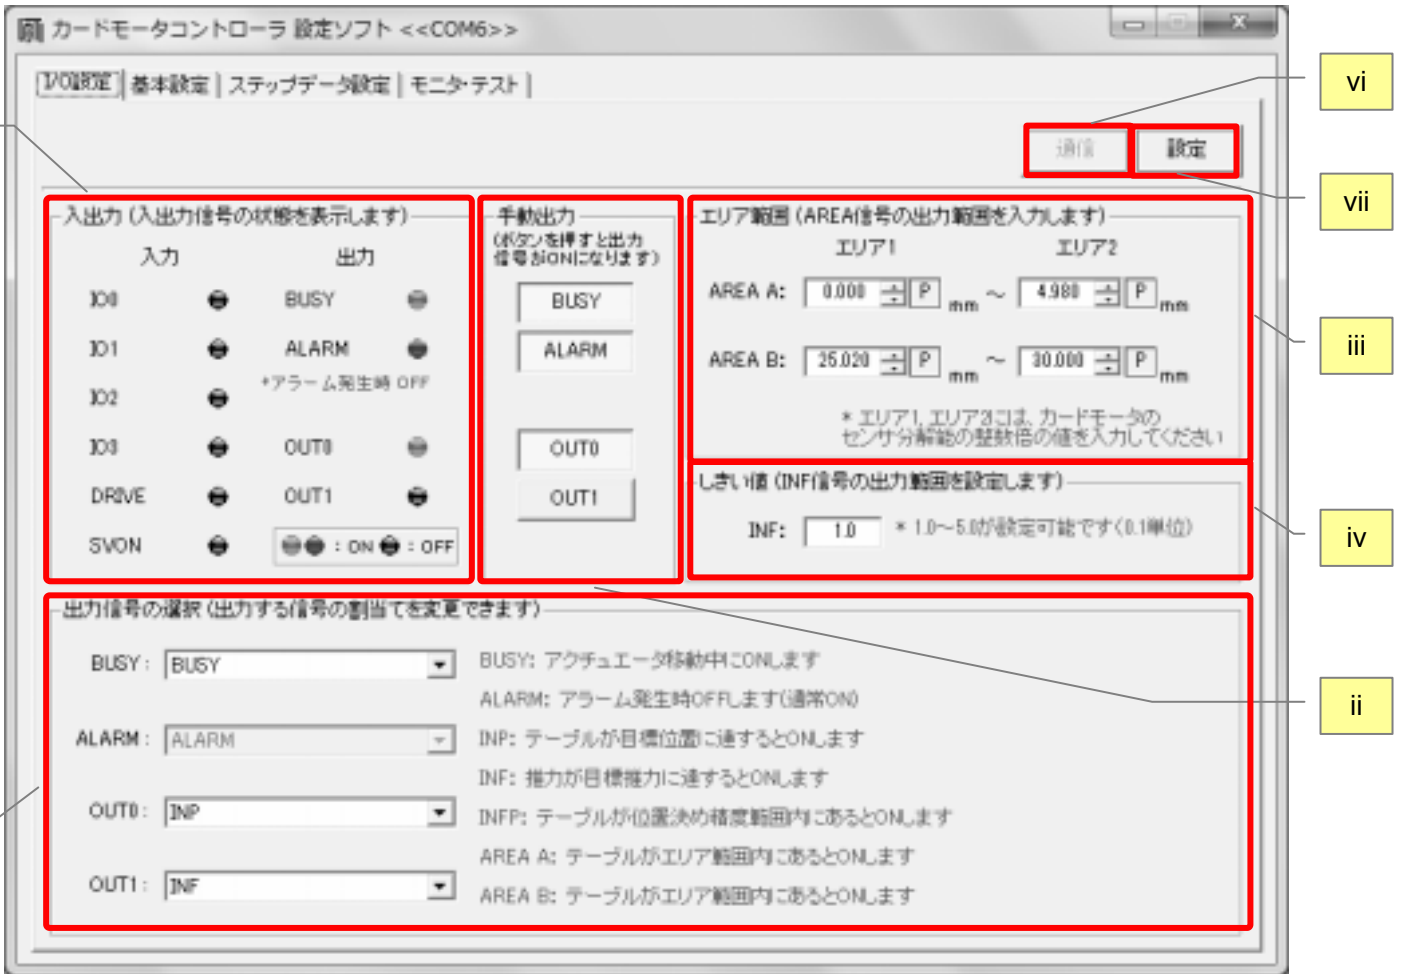 カードモータコントローラ 設定ソフト <<COM6>>
I/O設定 基本設定 ステップデータ設定 モニタ・テスト
vi
通信 設定
vii
入出力 (入出力信号の状態を表示します)
入力 出力
IO0 BUSY
IO1 ALARM
*アラーム発生時 OFF
IO2
IO3 OUT0
DRIVE OUT1
SVON : ON : OFF
手動出力
(ボタンを押すと出力
信号がONになります)
BUSY
ALARM
OUT0
OUT1
エリア範囲 (AREA信号の出力範囲を入力します)
エリア1 エリア2
AREA A: 0.000 P mm ~ 4.980 P mm
AREA B: 25.020 P mm ~ 30.000 P mm
* エリア1, エリア2には、カードモータの
センサ分解能の整数倍の値を入力してください
iii
しきい値 (INF信号の出力範囲を設定します)
INF: 1.0 * 1.0~5.0が設定可能です(0.1単位)
iv
出力信号の選択 (出力する信号の割当てを変更できます)
BUSY: BUSY
ALARM: ALARM
OUT0: INP
OUT1: INF
BUSY: アクチュエータ移動中にONします
ALARM: アラーム発生時OFFします(通常ON)
INP: テーブルが目標位置に達するとONします
INF: 推力が目標推力に達するとONします
INFP: テーブルが位置決め精度範囲内にあるとONします
AREA A: テーブルがエリア範囲内にあるとONします
AREA B: テーブルがエリア範囲内にあるとONします
ii